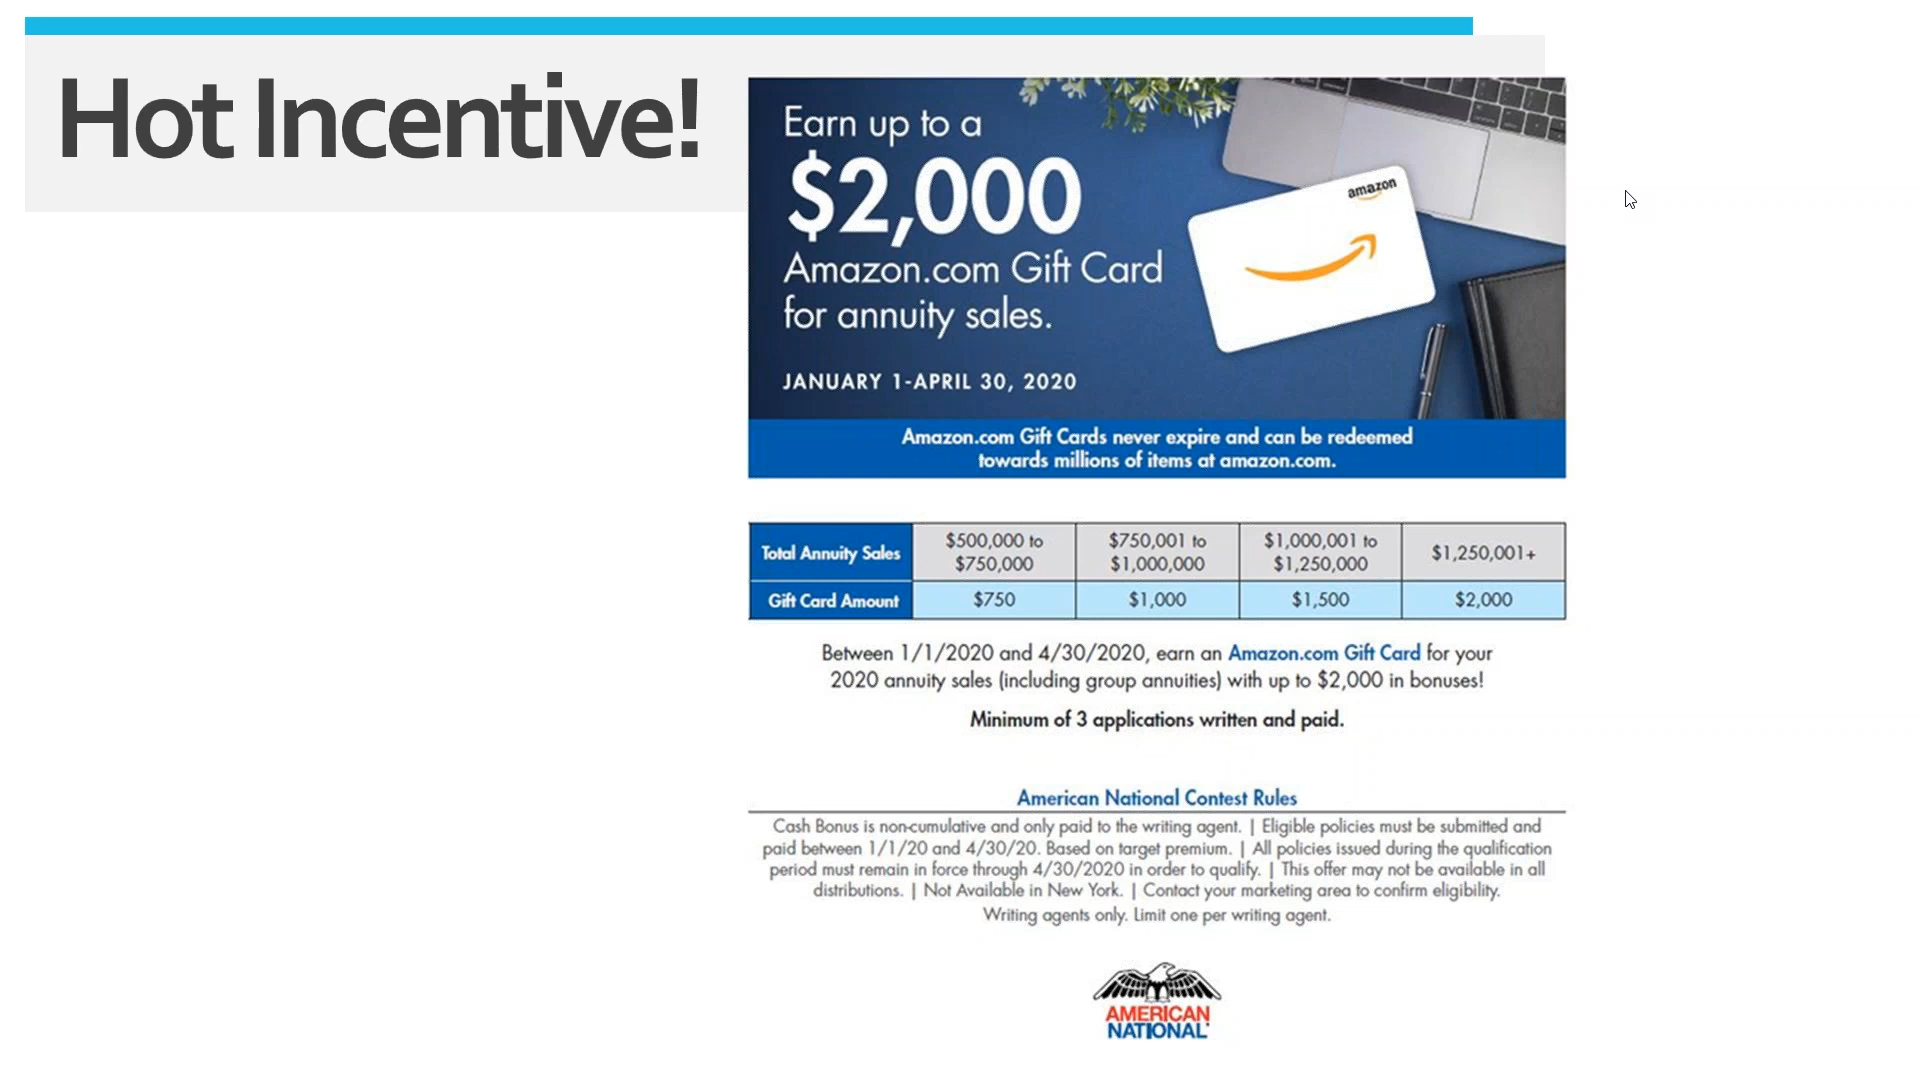 Hot Incentive!
Earn up to a
$2,000
Amazon.com Gift Card
for annuity sales.
JANUARY 1-APRIL 30, 2020
amazon
Amazon.com Gift Cards never expire and can be redeemed
towards millions of items at amazon.com.
Total Annuity Sales
$500,000 to
$750,000
$750,001 to
$1,000,000
$1,000,001 to
$1,250,000
$1,250,001+
Gift Card Amount
$750
$1,000
$1,500
$2,000
Between 1/1/2020 and 4/30/2020, earn an Amazon.com Gift Card for your
2020 annuity sales (including group annuities) with up to $2,000 in bonuses!
Minimum of 3 applications written and paid.
American National Contest Rules
Cash Bonus is non-cumulative and only paid to the writing agent. | Eligible policies must be submitted and
paid between 1/1/20 and 4/30/20. Based on target premium. | All policies issued during the qualification
period must remain in force through 4/30/2020 in order to qualify. | This offer may not be available in all
distributions. | Not Available in New York. | Contact your marketing area to confirm eligibility.
Writing agents only. Limit one per writing agent.
AMERICAN
NATIONAL